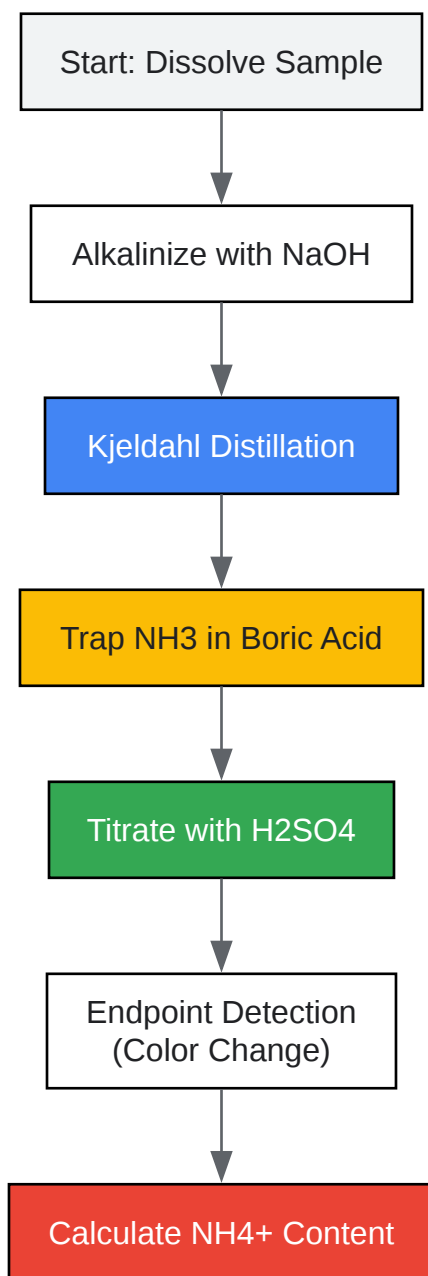 Start: Dissolve Sample
Alkalinize with NaOH
Kjeldahl Distillation
Trap NH3 in Boric Acid
Titrate with H2SO4
Endpoint Detection
(Color Change)
Calculate NH4+ Content